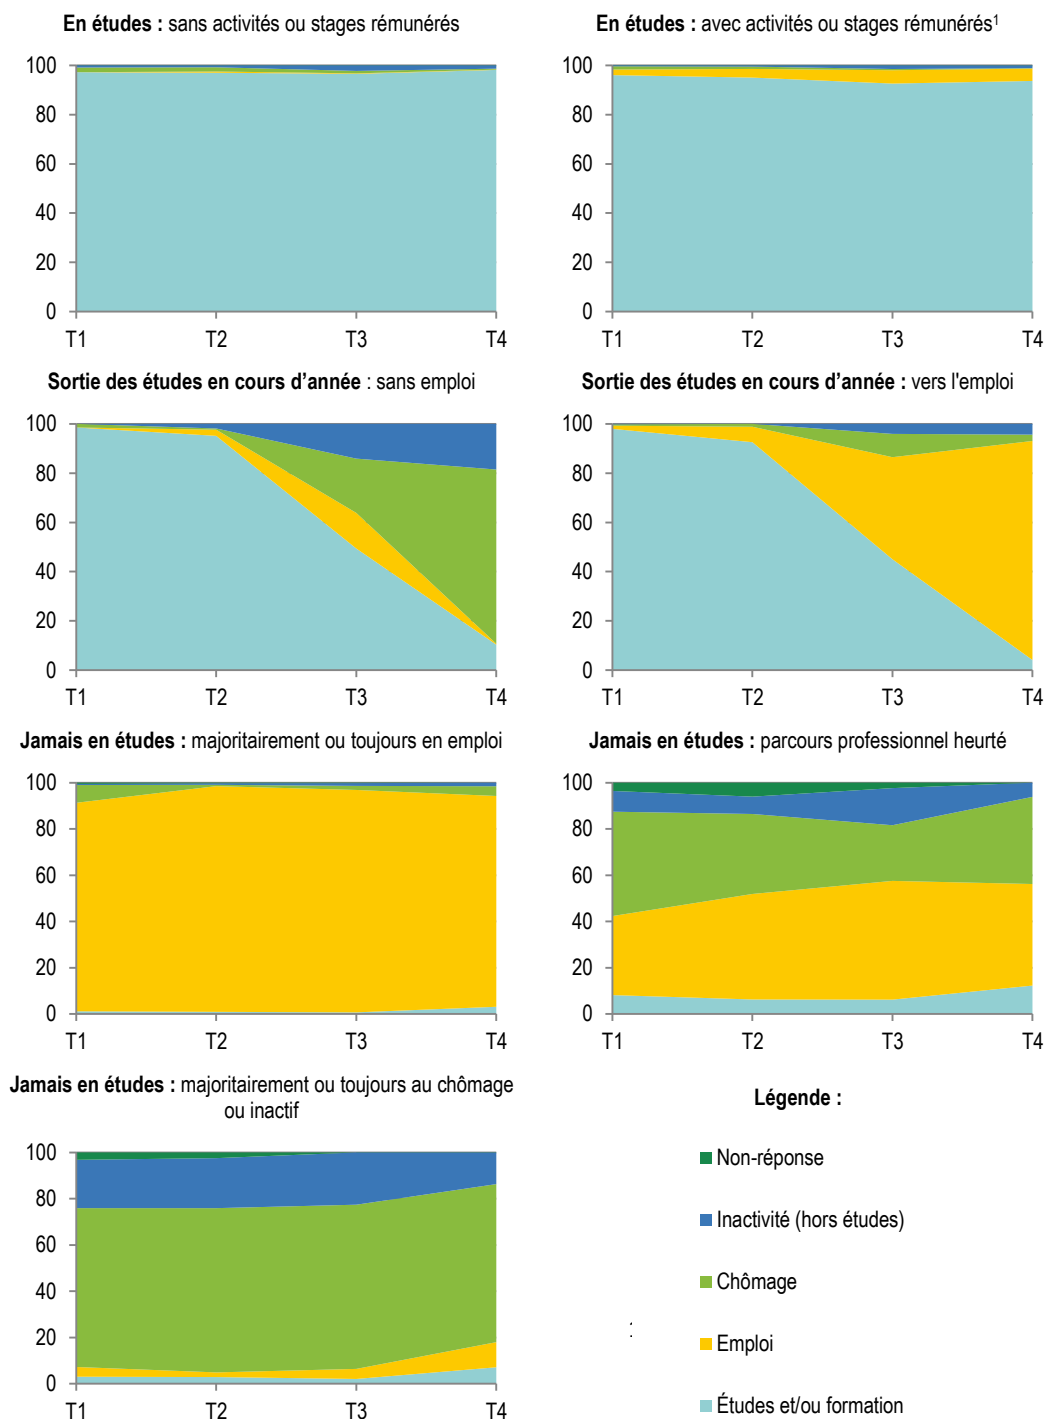 En études : sans activités ou stages rémunérés
100
80
60
40
20
0
T1 T2 T3 T4
En études : avec activités ou stages rémunérés1
100
80
60
40
20
0
T1 T2 T3 T4
Sortie des études en cours d’année : sans emploi
100
80
60
40
20
0
T1 T2 T3 T4
Sortie des études en cours d’année : vers l'emploi
100
80
60
40
20
0
T1 T2 T3 T4
Jamais en études : majoritairement ou toujours en emploi
100
80
60
40
20
0
T1 T2 T3 T4
Jamais en études : parcours professionnel heurté
100
80
60
40
20
0
T1 T2 T3 T4
Jamais en études : majoritairement ou toujours au chômage
ou inactif
100
80
60
40
20
0
T1 T2 T3 T4
Légende :
Non-réponse
Inactivité (hors études)
Chômage
Emploi
Études et/ou formation